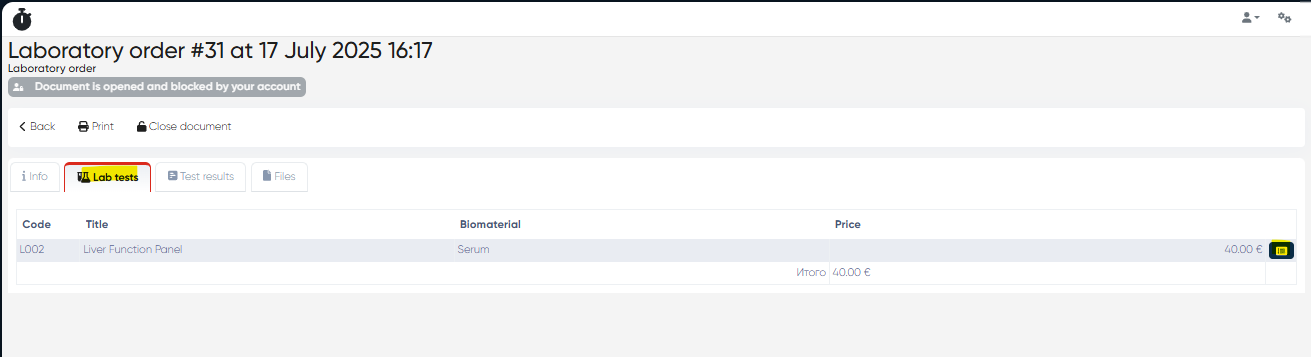 Laboratory order #31 at 17 July 2025 16:17
Laboratory order
Document is opened and blocked by your account
Back Print Close document
Info Lab tests Test results Files
Code Title Biomaterial Price
L002 Liver Function Panel Serum 40.00 €
Итого 40.00 €